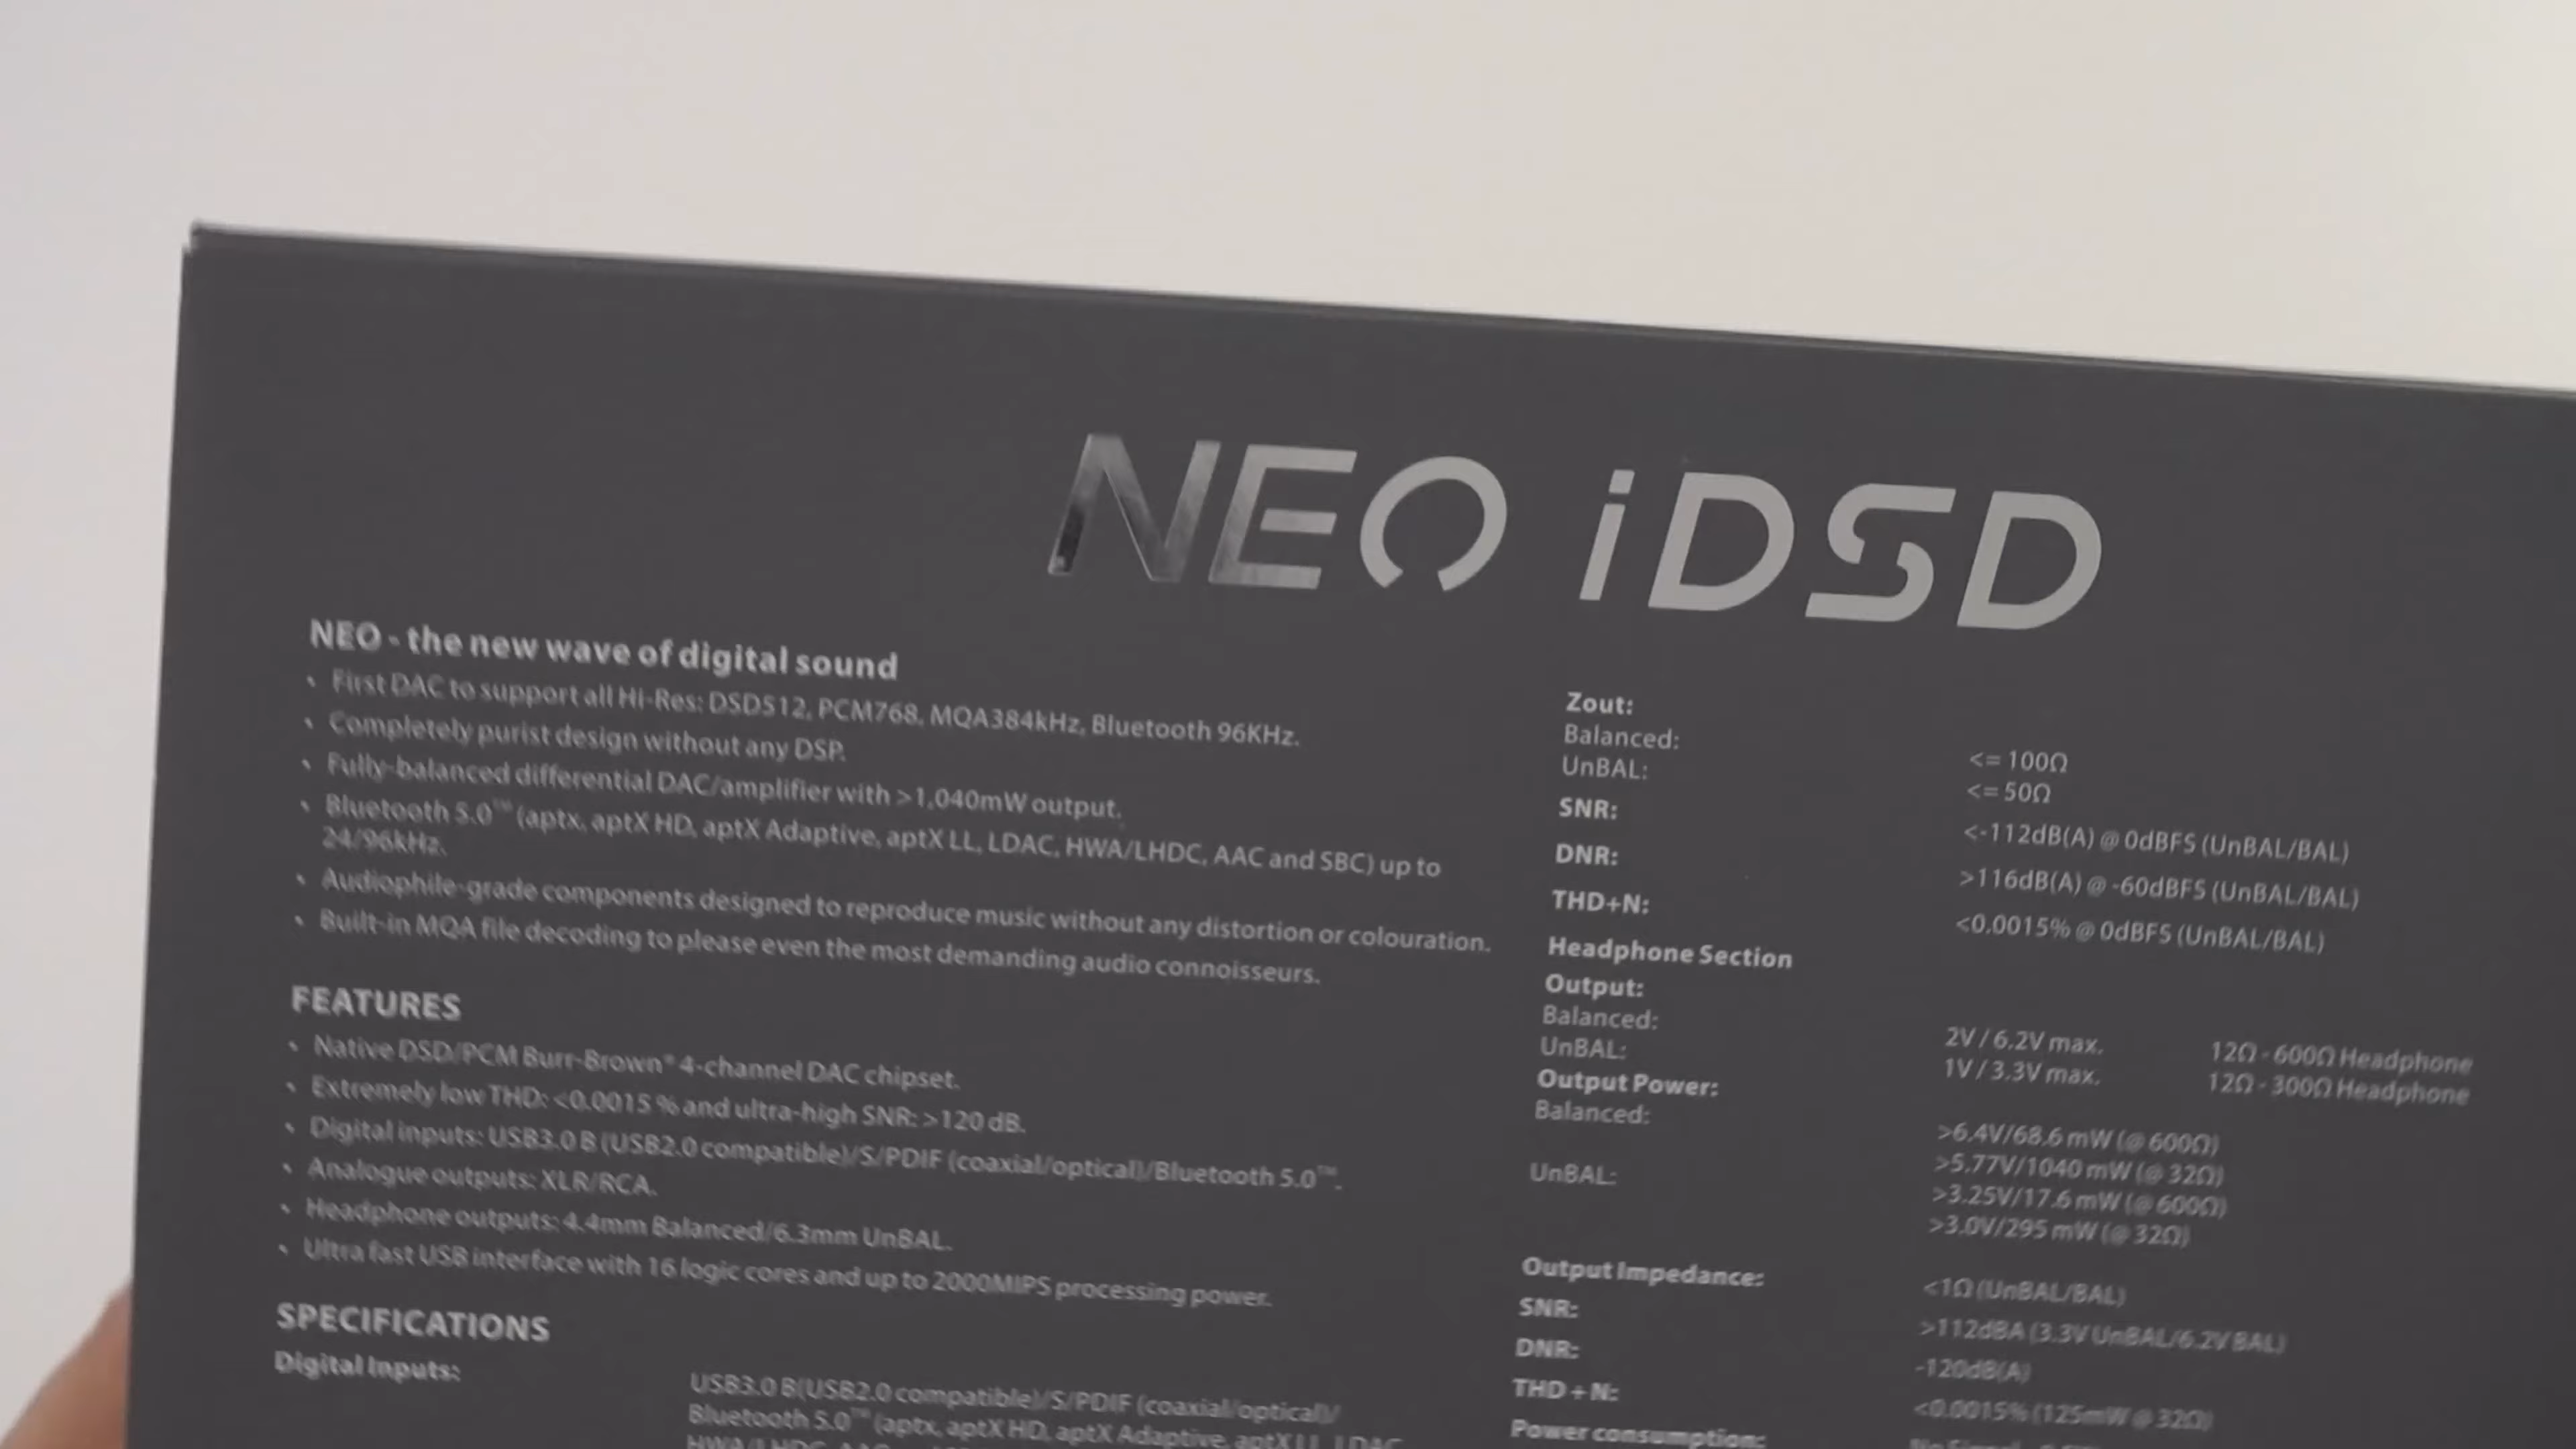 NEO iDSD
NEO - the new wave of digital sound
• First DAC to support all Hi-Res: DSD512, PCM768, MQA384kHz, Bluetooth 96KHz.
• Completely purist design without any DSP.
• Fully-balanced differential DAC/amplifier with >1,040mW output.
• Bluetooth 5.0™ (aptx, aptX HD, aptX Adaptive, aptX LL, LDAC, HWA/LHDC, AAC and SBC) up to
24/96kHz.
• Audiophile-grade components designed to reproduce music without any distortion or colouration.
• Built-in MQA file decoding to please even the most demanding audio connoisseurs.
FEATURES
• Native DSD/PCM Burr-Brown® 4-channel DAC chipset.
• Extremely low THD: <0.0015 % and ultra-high SNR: >120 dB.
• Digital inputs: USB3.0 B (USB2.0 compatible)/S/PDIF (coaxial/optical)/Bluetooth 5.0™.
• Analogue outputs: XLR/RCA.
• Headphone outputs: 4.4mm Balanced/6.3mm UnBAL.
• Ultra fast USB interface with 16 logic cores and up to 2000MIPS processing power.
SPECIFICATIONS
Digital Inputs:
USB3.0 B(USB2.0 compatible)/S/PDIF (coaxial/optical)/
Bluetooth 5.0™ (aptx, aptX HD, aptX Adaptive, aptX LL, LDAC,
Zout:
Balanced: <= 100Ω
UnBAL: <= 50Ω
SNR: <-112dB(A) @ 0dBFS (UnBAL/BAL)
DNR: >116dB(A) @ -60dBFS (UnBAL/BAL)
THD+N: <0.0015% @ 0dBFS (UnBAL/BAL)
Headphone Section
Output:
Balanced: 2V / 6.2V max. 12Ω - 600Ω Headphone
UnBAL: 1V / 3.3V max. 12Ω - 300Ω Headphone
Output Power:
Balanced: >6.4V/68.6 mW (@ 600Ω)
>5.77V/1040 mW (@ 32Ω)
UnBAL: >3.25V/17.6 mW (@ 600Ω)
>3.0V/295 mW (@ 32Ω)
Output Impedance: <1Ω (UnBAL/BAL)
SNR: >112dBA (3.3V UnBAL/6.2V BAL)
DNR: -120dB(A)
THD + N: <0.0015% (125mW @ 32Ω)
Power consumption: